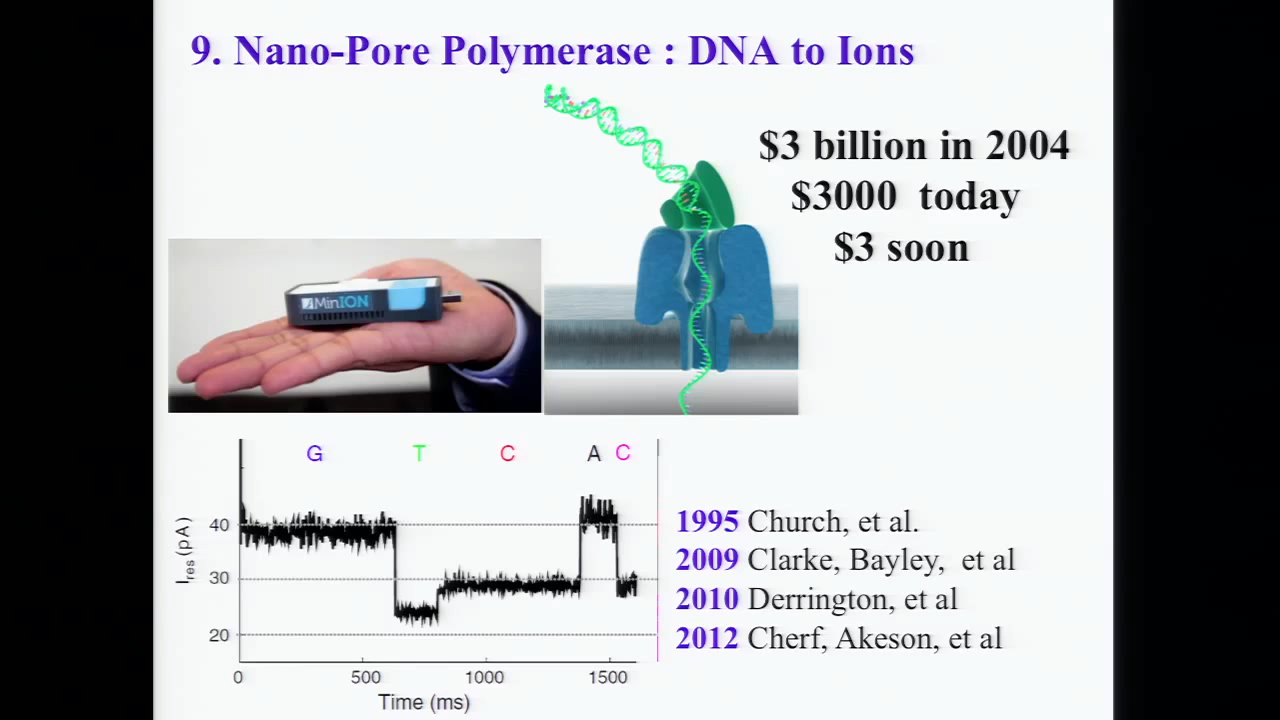 9. Nano-Pore Polymerase : DNA to Ions
$3 billion in 2004
$3000 today
$3 soon
MinION
G T C A C
40
30
20
Ires (pA)
0 500 1000 1500
Time (ms)
1995 Church, et al.
2009 Clarke, Bayley, et al
2010 Derrington, et al
2012 Cherf, Akeson, et al